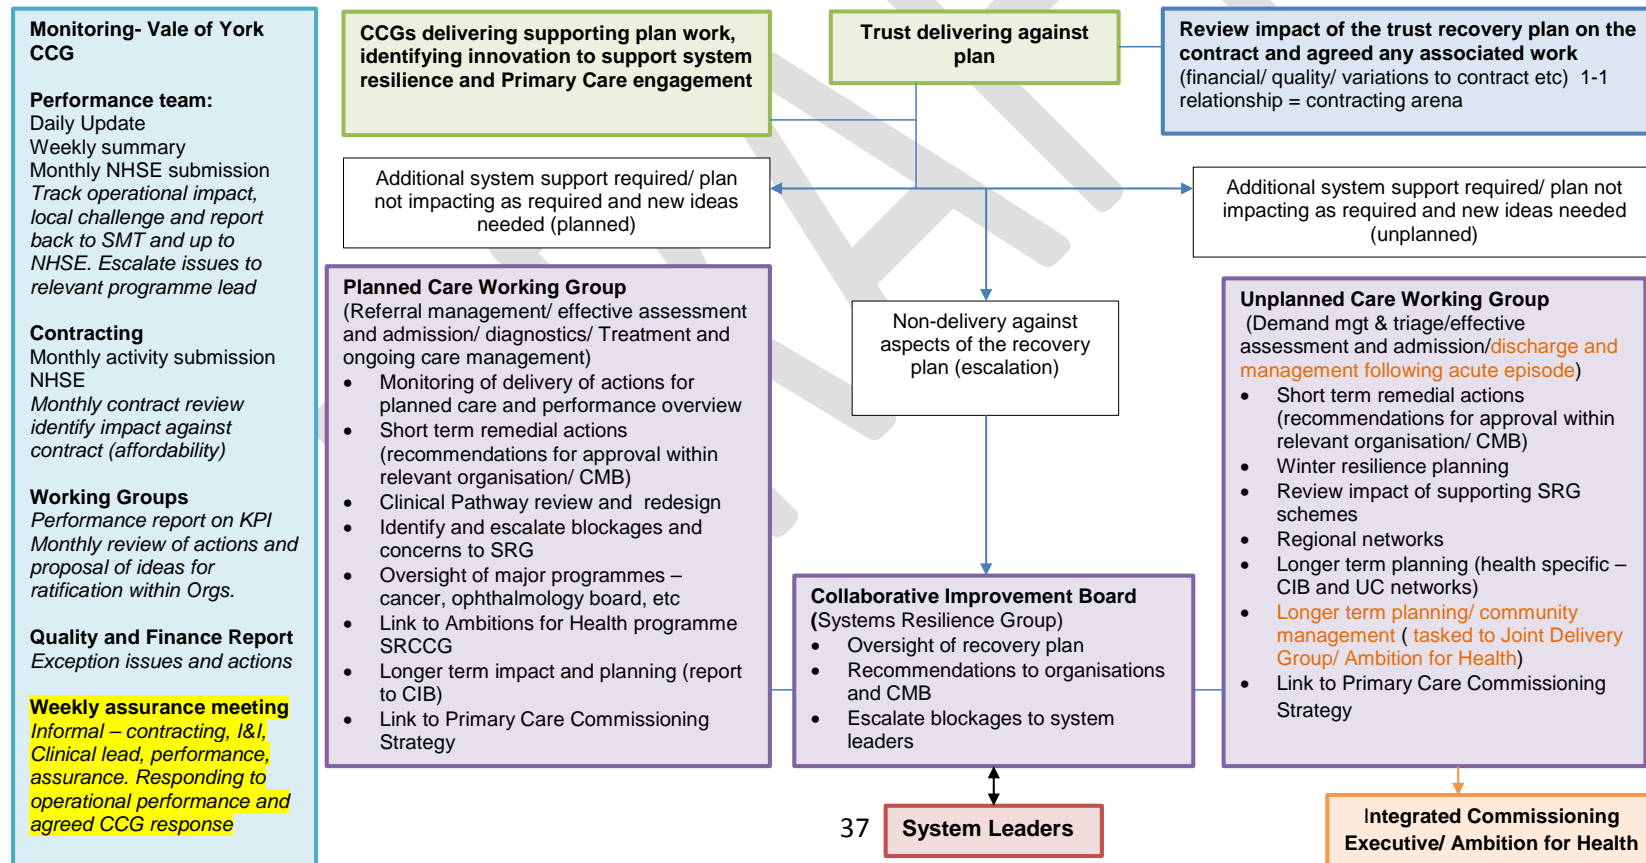 Monitoring- Vale of York
CCG
Performance team:
Daily Update
Weekly summary
Monthly NHSE submission
Track operational impact,
local challenge and report
back to SMT and up to
NHSE. Escalate issues to
relevant programme lead
Contracting
Monthly activity submission
NHSE
Monthly contract review
identify impact against
contract (affordability)
Working Groups
Performance report on KPI
Monthly review of actions and
proposal of ideas for
ratification within Orgs.
Quality and Finance Report
Exception issues and actions
Weekly assurance meeting
Informal – contracting, I&I,
Clinical lead, performance,
assurance. Responding to
operational performance and
agreed CCG response
CCGs delivering supporting plan work,
identifying innovation to support system
resilience and Primary Care engagement
Trust delivering against
plan
Review impact of the trust recovery plan on the
contract and agreed any associated work
(financial/ quality/ variations to contract etc) 1-1
relationship = contracting arena
Additional system support required/ plan
not impacting as required and new ideas
needed (planned)
Additional system support required/ plan not
impacting as required and new ideas needed
(unplanned)
Planned Care Working Group
(Referral management/ effective assessment
and admission/ diagnostics/ Treatment and
ongoing care management)
• Monitoring of delivery of actions for
planned care and performance overview
• Short term remedial actions
(recommendations for approval within
relevant organisation/ CMB)
• Clinical Pathway review and redesign
• Identify and escalate blockages and
concerns to SRG
• Oversight of major programmes –
cancer, ophthalmology board, etc
• Link to Ambitions for Health programme
SRCCG
• Longer term impact and planning (report
to CIB)
• Link to Primary Care Commissioning
Strategy
Non-delivery against
aspects of the recovery
plan (escalation)
Collaborative Improvement Board
(Systems Resilience Group)
• Oversight of recovery plan
• Recommendations to organisations
and CMB
• Escalate blockages to system
leaders
Unplanned Care Working Group
(Demand mgt & triage/effective
assessment and admission/discharge and
management following acute episode)
• Short term remedial actions
(recommendations for approval within
relevant organisation/ CMB)
• Winter resilience planning
• Review impact of supporting SRG
schemes
• Regional networks
• Longer term planning (health specific –
CIB and UC networks)
• Longer term planning/ community
management ( tasked to Joint Delivery
Group/ Ambition for Health)
• Link to Primary Care Commissioning
Strategy
37
System Leaders
Integrated Commissioning
Executive/ Ambition for Health